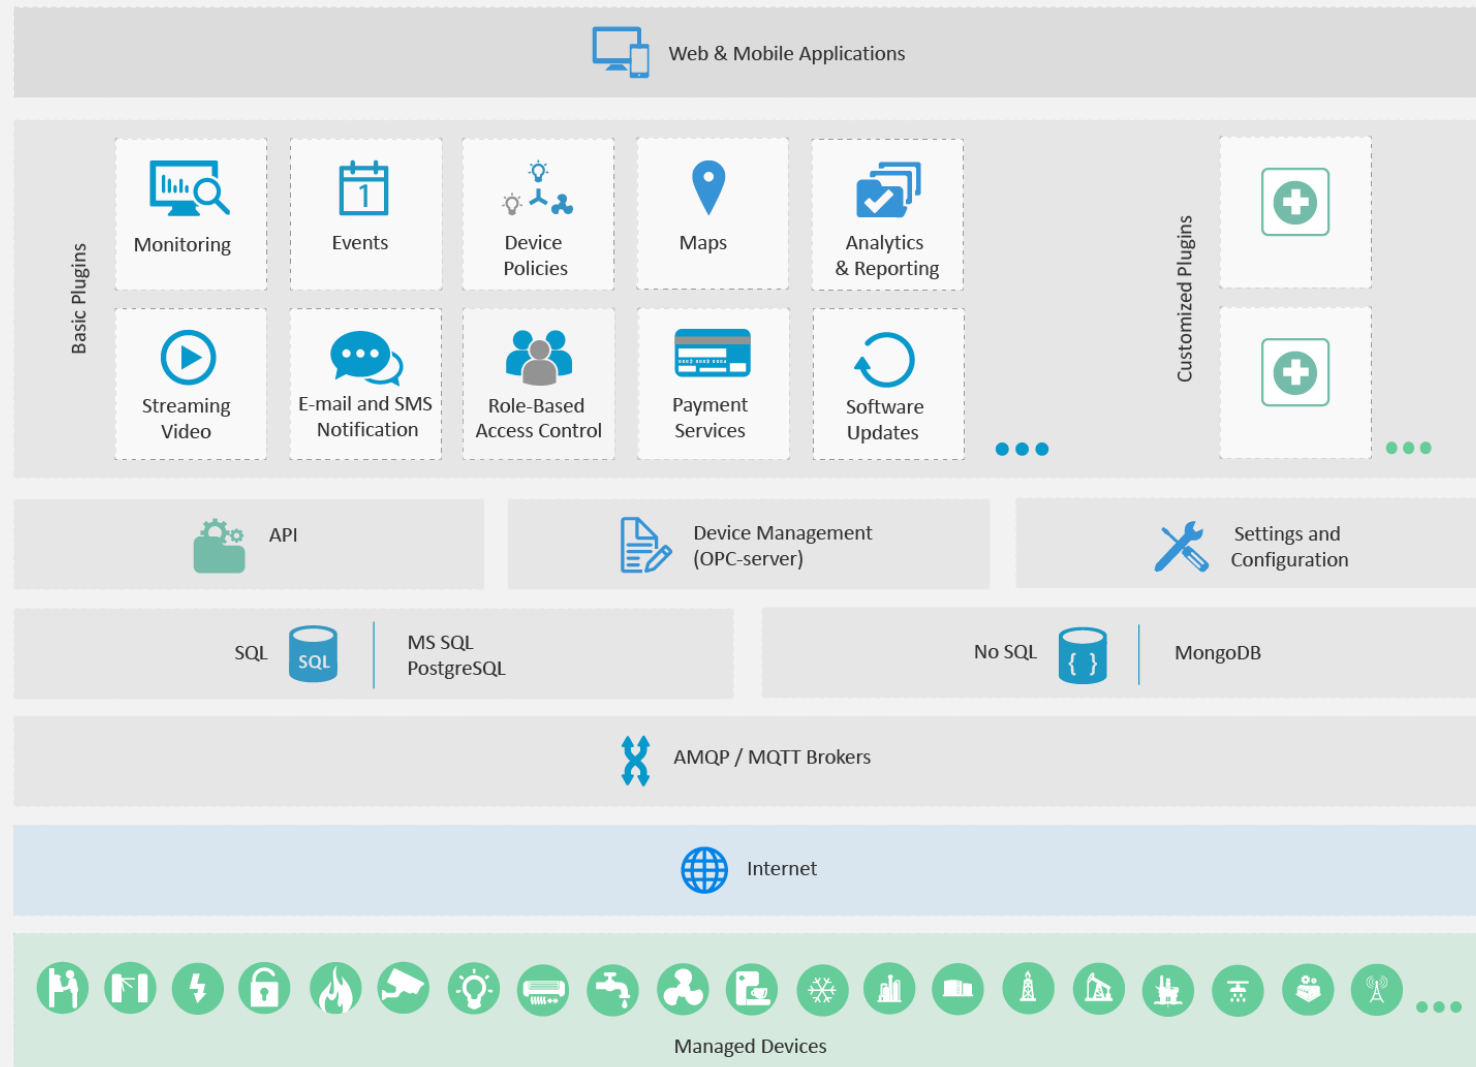 Web & Mobile Applications
Basic Plugins
Monitoring
Events
1
Device
Policies
Maps
Analytics
& Reporting
Streaming
Video
E-mail and SMS
Notification
Role-Based
Access Control
Payment
Services
Software
Updates
Customized Plugins
API
Device Management
(OPC-server)
Settings and
Configuration
SQL
SQL
MS SQL
PostgreSQL
No SQL
{ }
MongoDB
AMQP / MQTT Brokers
Internet
Managed Devices